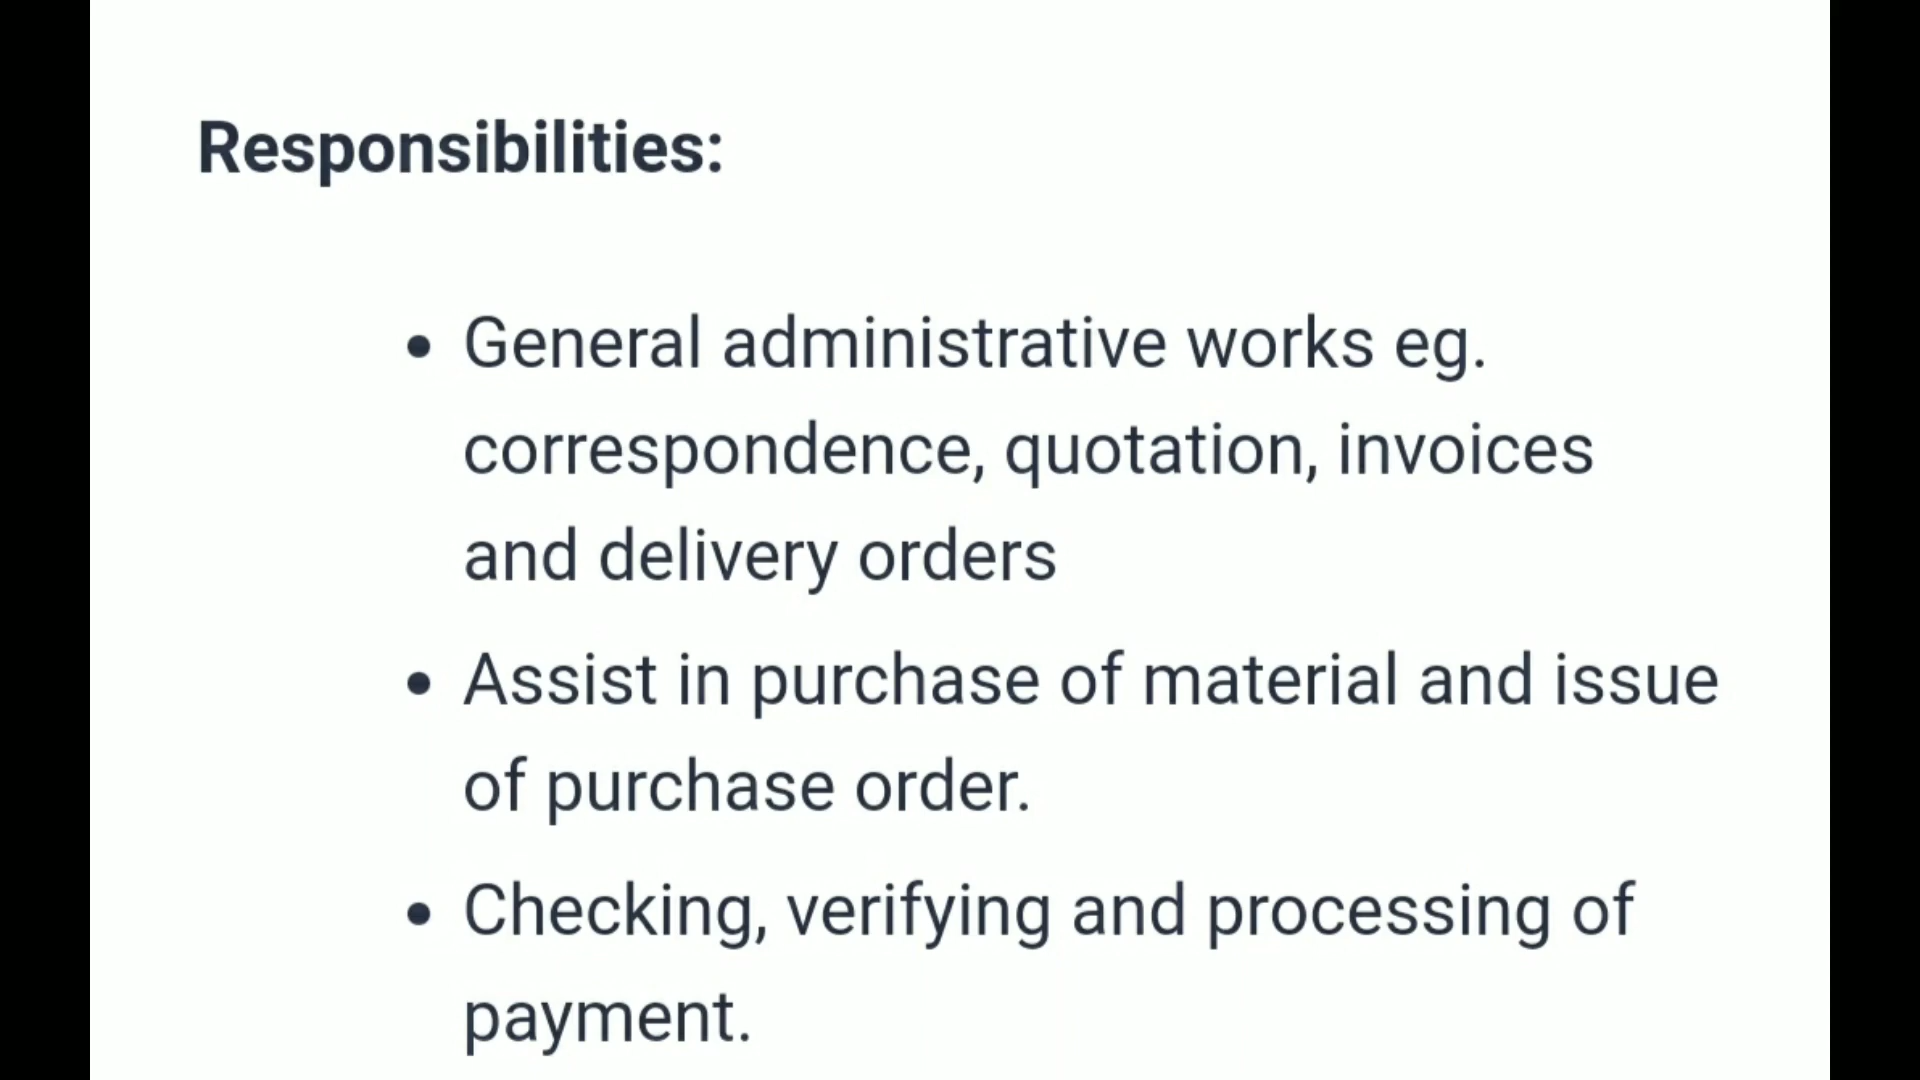 Responsibilities:
• General administrative works eg.
correspondence, quotation, invoices
and delivery orders
• Assist in purchase of material and issue
of purchase order.
• Checking, verifying and processing of
payment.